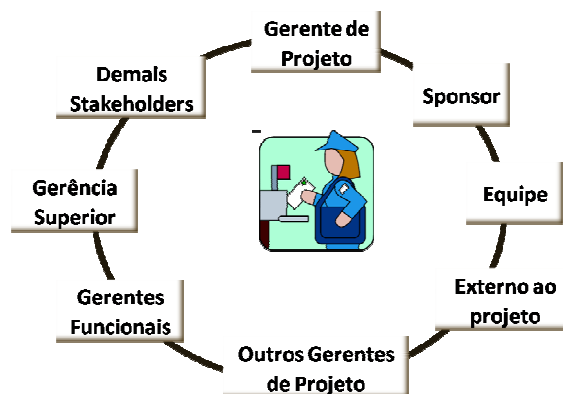 Gerente de
Projeto
Sponsor
Equipe
Externo ao
projeto
Outros Gerentes
de Projeto
Gerentes
Funcionais
Gerência
Superior
Demais
Stakeholders